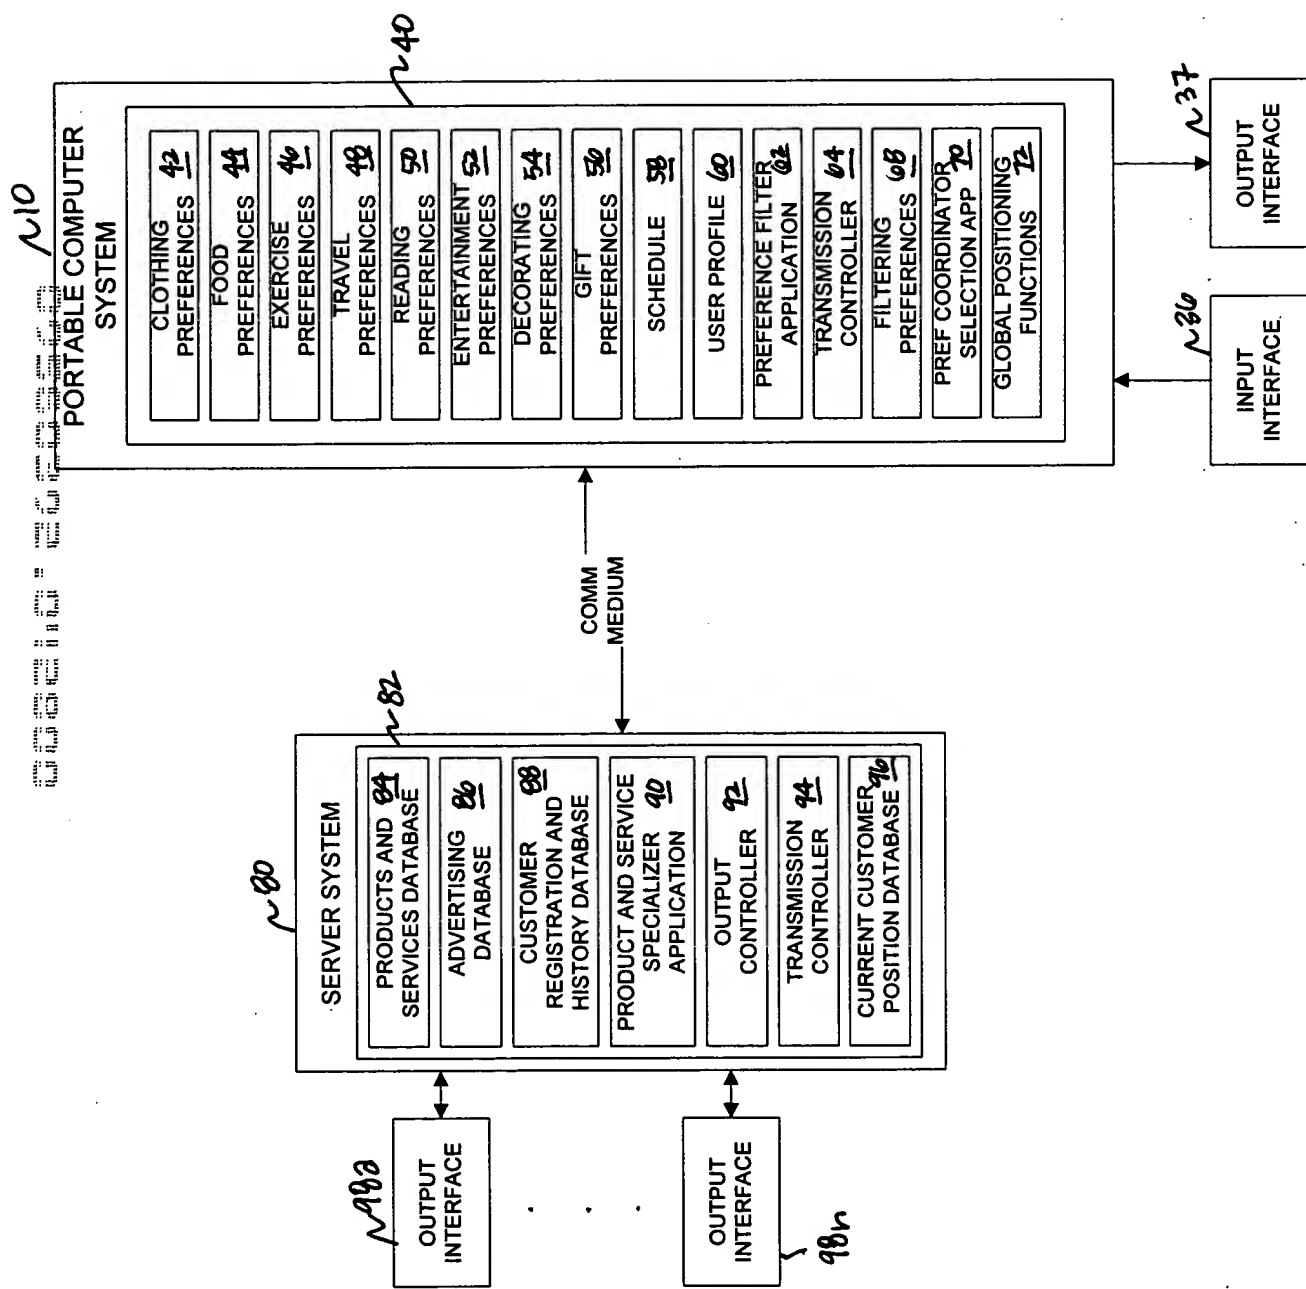 ~10
PORTABLE COMPUTER
SYSTEM
~40
CLOTHING
PREFERENCES 42
FOOD
PREFERENCES 44
EXERCISE
PREFERENCES 46
TRAVEL
PREFERENCES 48
READING
PREFERENCES 50
ENTERTAINMENT
PREFERENCES 52
DECORATING
PREFERENCES 54
GIFT
PREFERENCES 56
SCHEDULE 58
USER PROFILE 60
PREFERENCE FILTER
APPLICATION 62
TRANSMISSION
CONTROLLER 64
FILTERING
PREFERENCES 68
PREF COORDINATOR
SELECTION APP 70
GLOBAL POSITIONING
FUNCTIONS 72
INPUT
INTERFACE
~36
OUTPUT
INTERFACE
~37
COMM
MEDIUM
~80
SERVER SYSTEM
~82
PRODUCTS AND 84
SERVICES DATABASE
ADVERTISING 86
DATABASE
CUSTOMER 88
REGISTRATION AND
HISTORY DATABASE
PRODUCT AND SERVICE
SPECIALIZER 90
APPLICATION
OUTPUT 92
CONTROLLER
TRANSMISSION 94
CONTROLLER
CURRENT CUSTOMER 96
POSITION DATABASE
~98a
OUTPUT
INTERFACE
. . .
OUTPUT
INTERFACE
98n